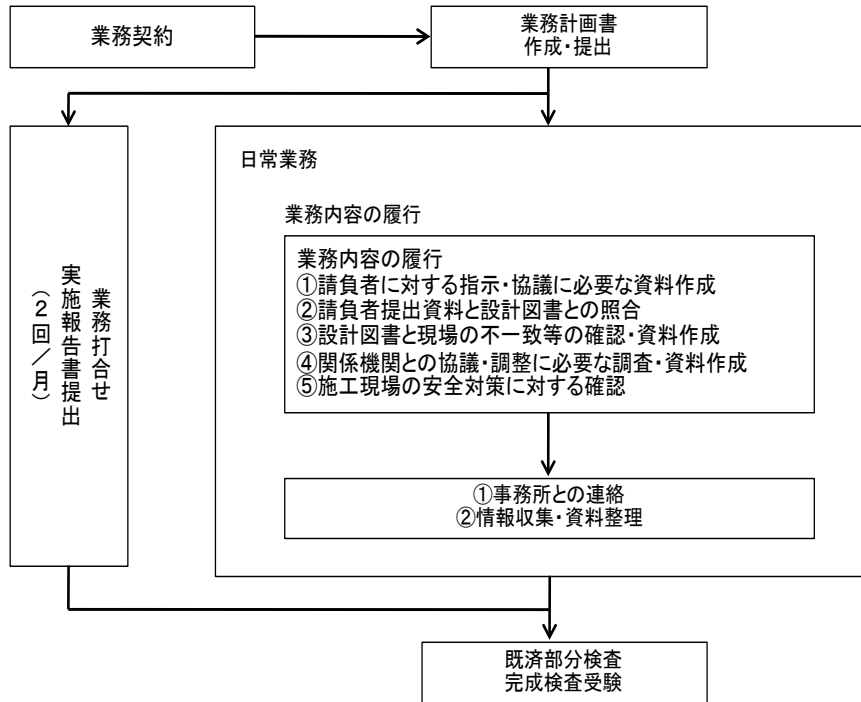 業務契約
業務計画書
作成・提出
業務打合せ
実施報告書提出
（２回／月）
日常業務
業務内容の履行
業務内容の履行
①請負者に対する指示・協議に必要な資料作成
②請負者提出資料と設計図書との照合
③設計図書と現場の不一致等の確認・資料作成
④関係機関との協議・調整に必要な調査・資料作成
⑤施工現場の安全対策に対する確認
①事務所との連絡
②情報収集・資料整理
既済部分検査
完成検査受験